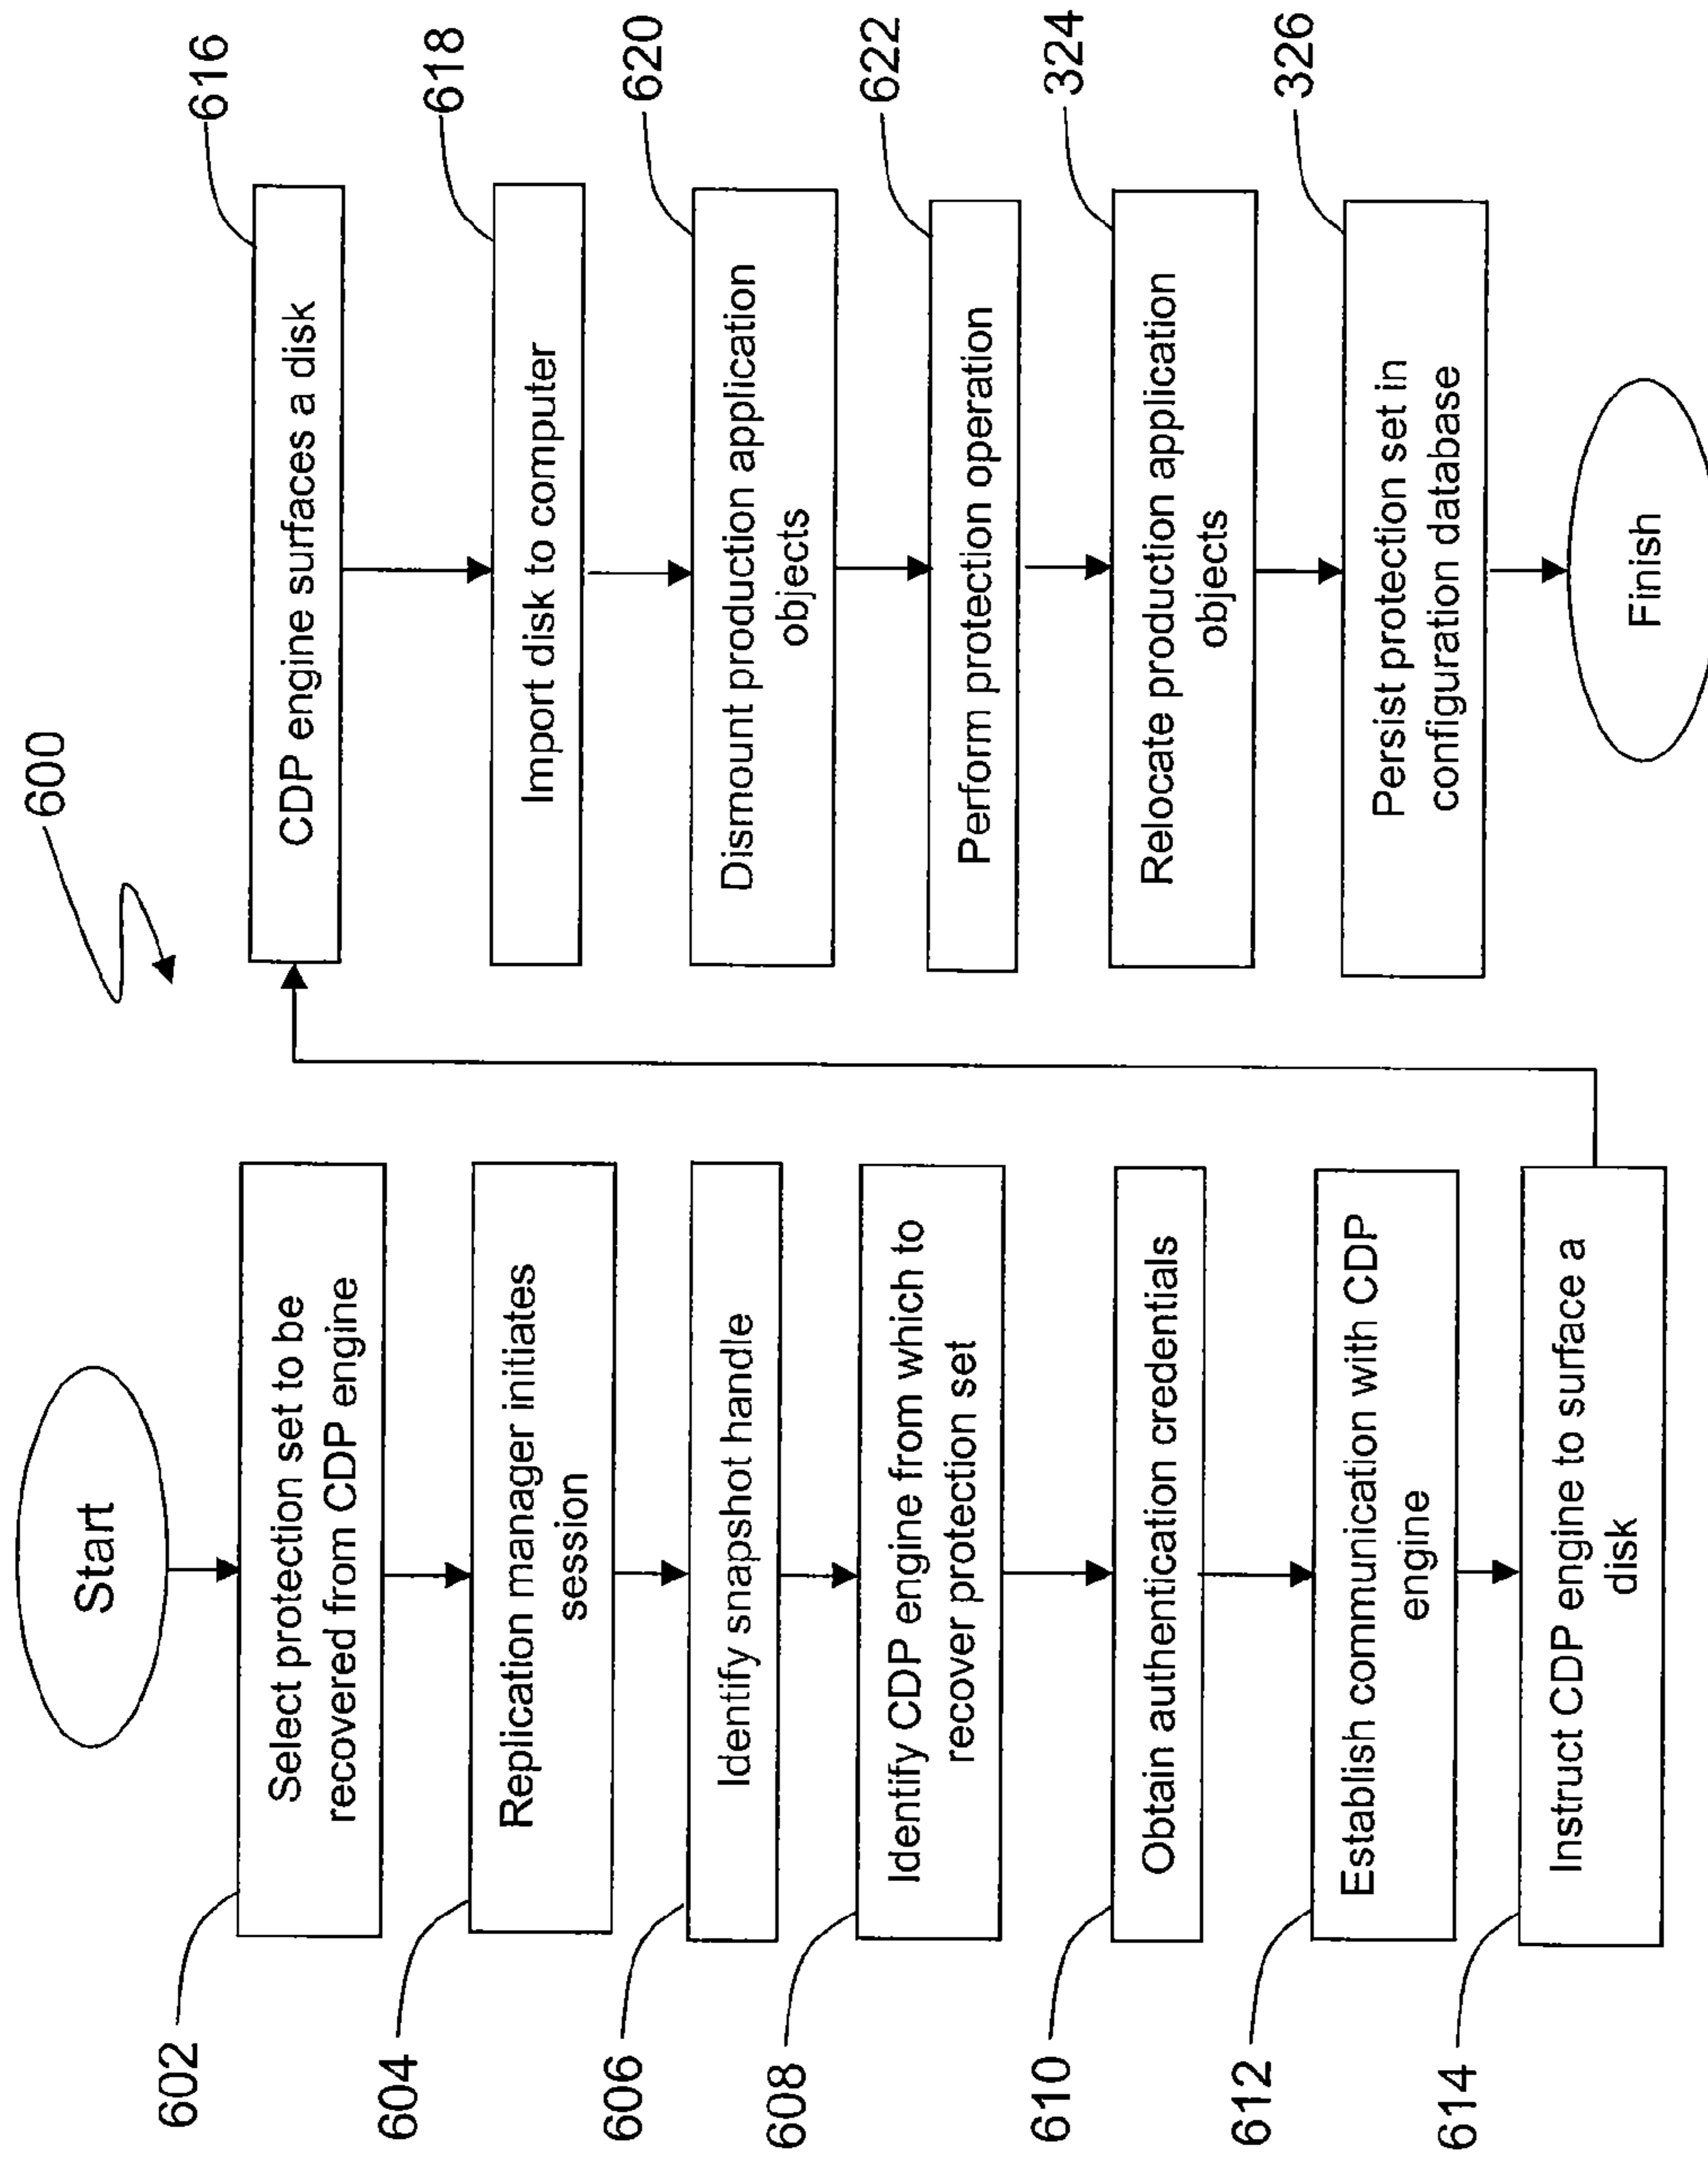 600
Start
602
Select protection set to be
recovered from CDP engine
604
Replication manager initiates
session
606
Identify snapshot handle
608
Identify CDP engine from which to
recover protection set
610
Obtain authentication credentials
612
Establish communication with CDP
engine
614
Instruct CDP engine to surface a
disk
616
CDP engine surfaces a disk
618
Import disk to computer
620
Dismount production application
objects
622
Perform protection operation
324
Relocate production application
objects
326
Persist protection set in
configuration database
Finish